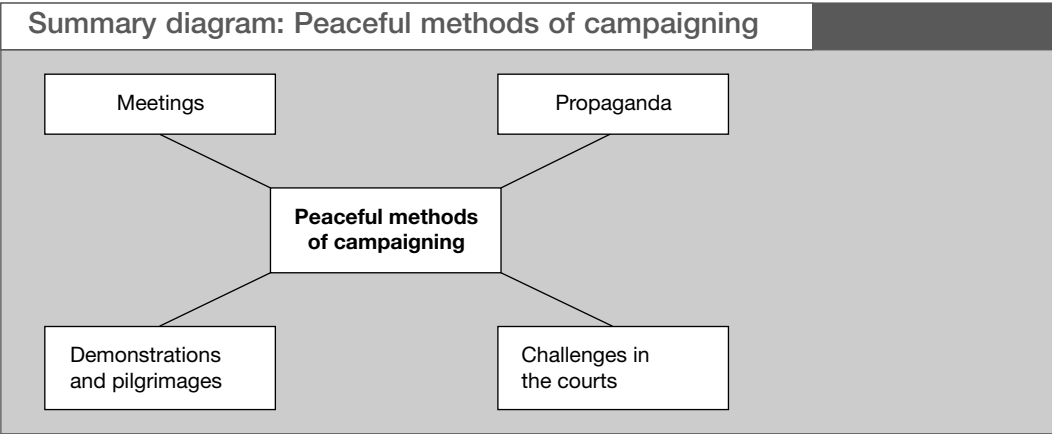 Summary diagram: Peaceful methods of campaigning
Meetings
Propaganda
Peaceful methods
of campaigning
Demonstrations
and pilgrimages
Challenges in
the courts